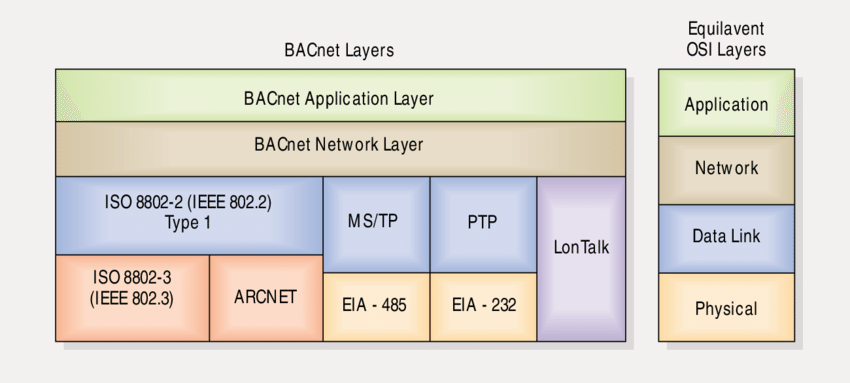 BACnet Layers
Equilavent
OSI Layers
BACnet Application Layer
Application
BACnet Network Layer
Network
ISO 8802-2 (IEEE 802.2)
Type 1
MS/TP
PTP
LonTalk
Data Link
ISO 8802-3
(IEEE 802.3)
ARCNET
EIA - 485
EIA - 232
Physical